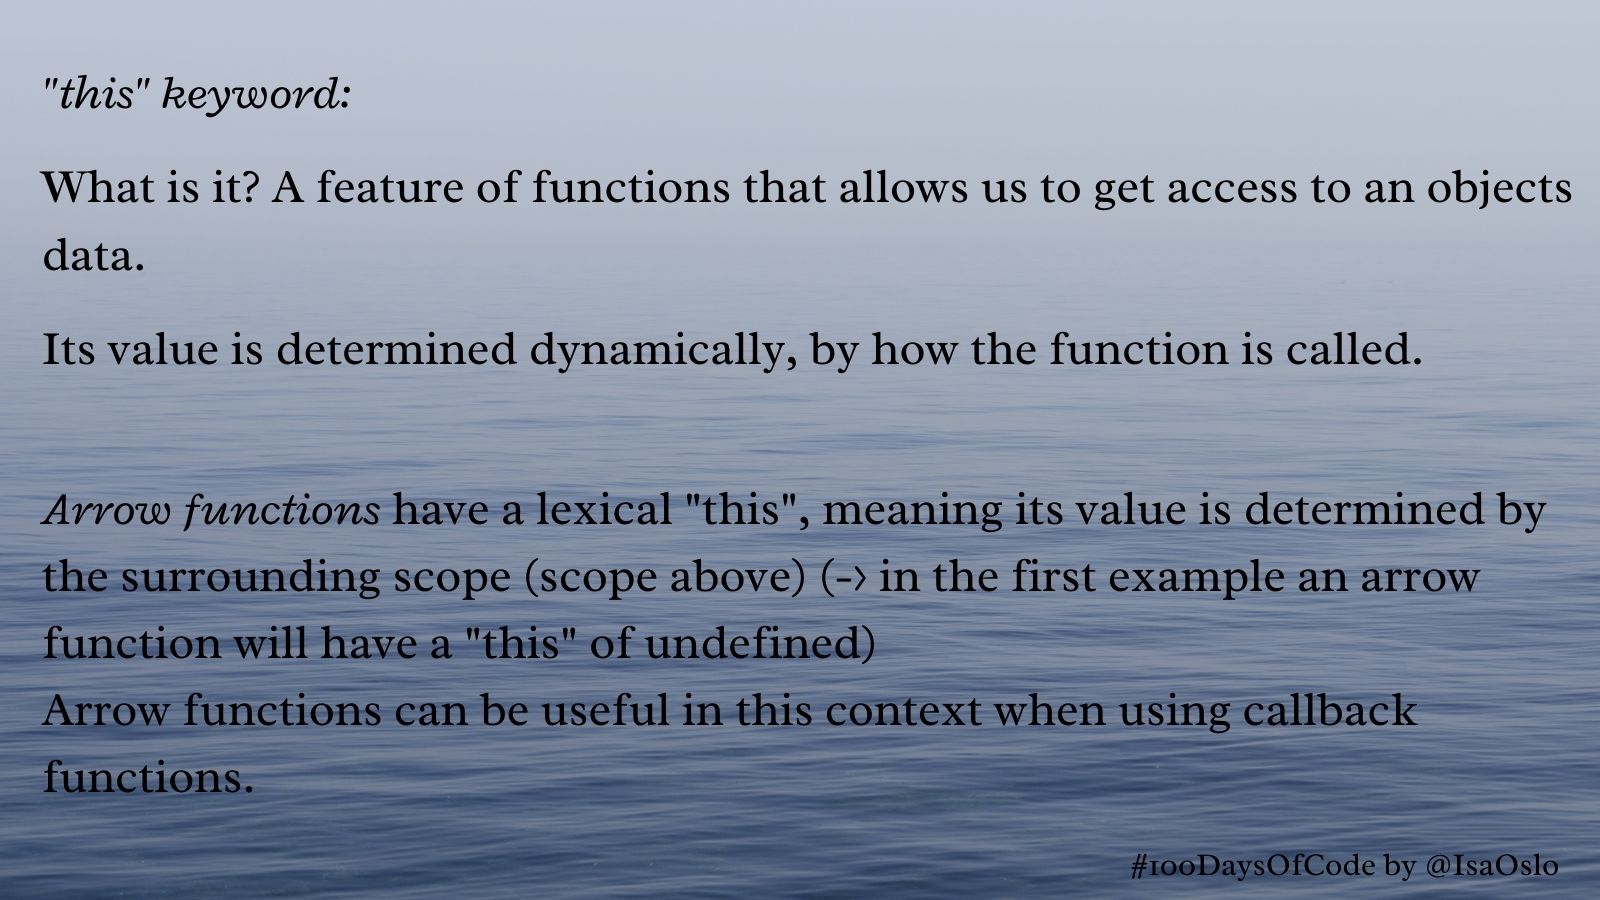 "this" keyword:
What is it? A feature of functions that allows us to get access to an objects
data.
Its value is determined dynamically, by how the function is called.
Arrow functions have a lexical "this", meaning its value is determined by
the surrounding scope (scope above) (-> in the first example an arrow
function will have a "this" of undefined)
Arrow functions can be useful in this context when using callback
functions.
#100DaysOfCode by @IsaOslo